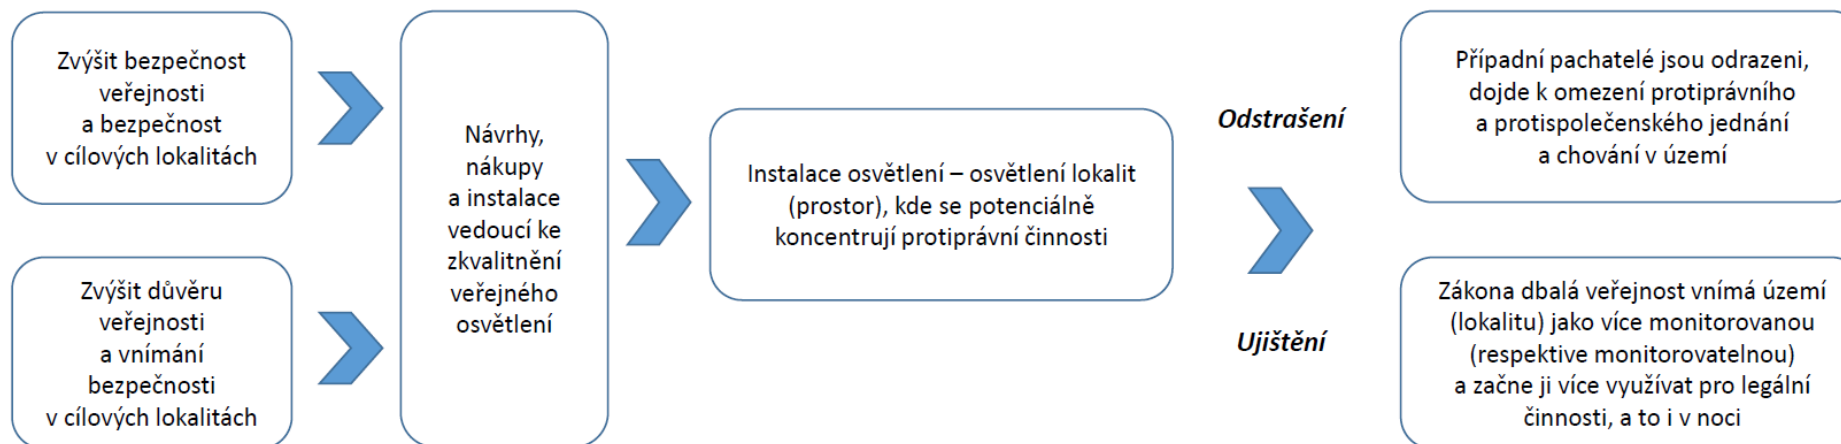 Zvýšit bezpečnost
veřejnosti
a bezpečnost
v cílových lokalitách
Zvýšit důvěru
veřejnosti
a vnímání
bezpečnosti
v cílových lokalitách
Návrhy,
nákupy
a instalace
vedoucí ke
zkvalitnění
veřejného
osvětlení
Instalace osvětlení – osvětlení lokalit
(prostor), kde se potenciálně
koncentrují protiprávní činnosti
Odstrašení
Ujištění
Případní pachatelé jsou odrazeni,
dojde k omezení protiprávního
a protispolečenského jednání
a chování v území
Zákona dbalá veřejnost vnímá území
(lokalitu) jako více monitorovanou
(respektive monitorovatelnou)
a začne ji více využívat pro legální
činnosti, a to i v noci